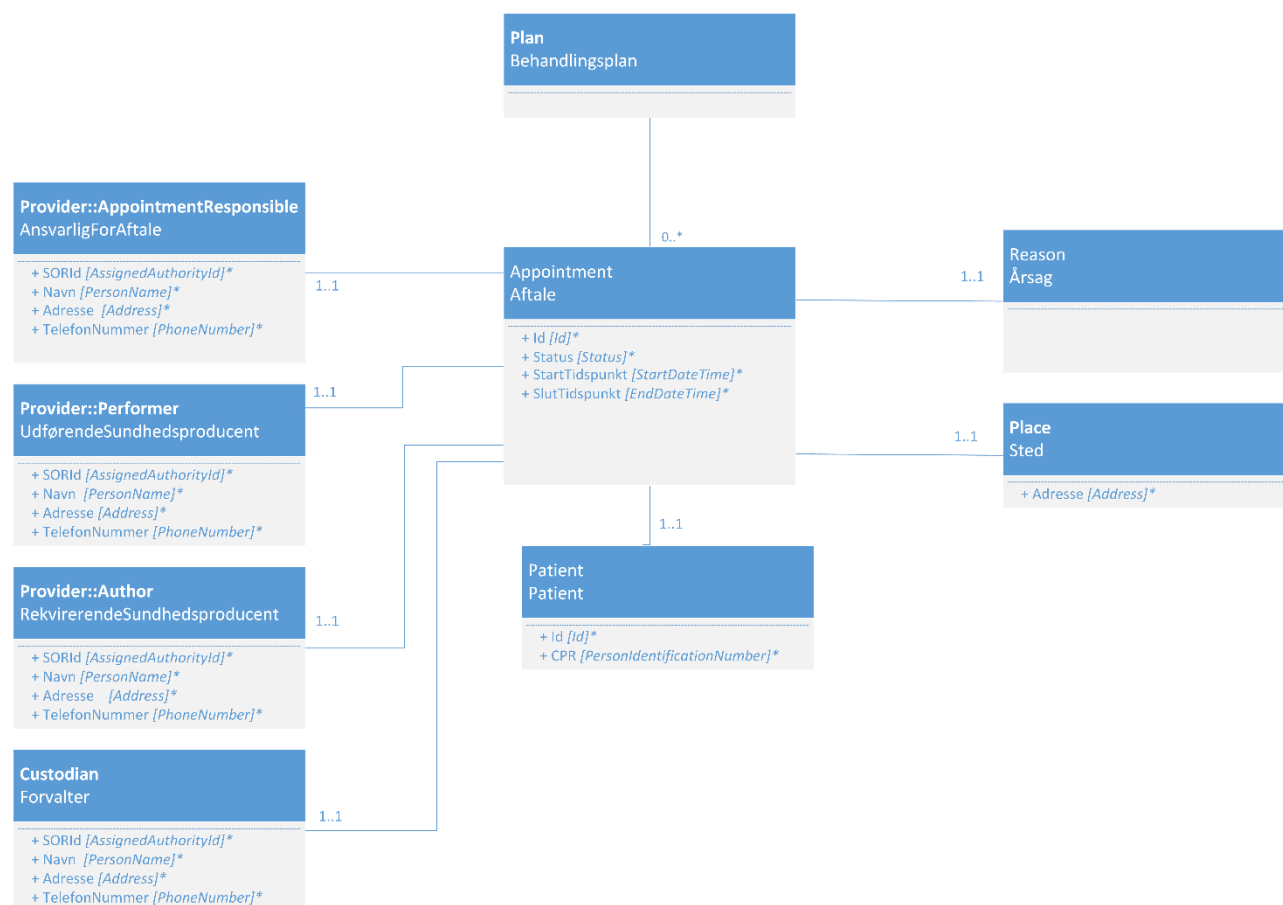 Plan
Behandlingsplan
0..*
Provider::AppointmentResponsible
AnsvarligForAftale
+ SORId [AssignedAuthorityId]*
+ Navn [PersonName]*
+ Adresse [Address]*
+ TelefonNummer [PhoneNumber]*
1..1
Provider::Performer
UdførendeSundhedsproducent
+ SORId [AssignedAuthorityId]*
+ Navn [PersonName]*
+ Adresse [Address]*
+ TelefonNummer [PhoneNumber]*
1..1
Provider::Author
RekvirerendeSundhedsproducent
+ SORId [AssignedAuthorityId]*
+ Navn [PersonName]*
+ Adresse [Address]*
+ TelefonNummer [PhoneNumber]*
1..1
Custodian
Forvalter
+ SORId [AssignedAuthorityId]*
+ Navn [PersonName]*
+ Adresse [Address]*
+ TelefonNummer [PhoneNumber]*
1..1
Appointment
Aftale
+ Id [Id]*
+ Status [Status]*
+ StartTidspunkt [StartDateTime]*
+ SlutTidspunkt [EndDateTime]*
1..1
Patient
Patient
+ Id [Id]*
+ CPR [PersonIdentificationNumber]*
1..1
Reason
Årsag
1..1
Place
Sted
+ Adresse [Address]*